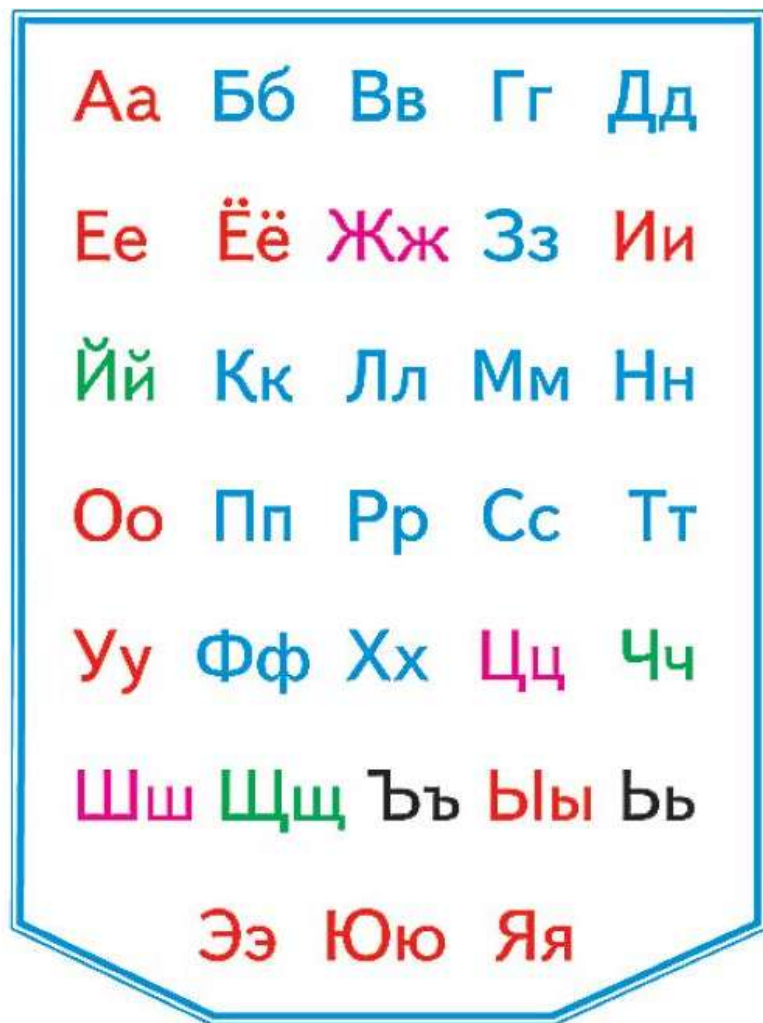 Аа Бб Вв Гг Дд
Ее Ёё Жж Зз Ии
Йй Кк Лл Мм Нн
Оо Пп Рр Сс Тт
Уу Фф Хх Цц Чч
Шш Щщ Ъъ Ыы Ьь
Ээ Юю Яя